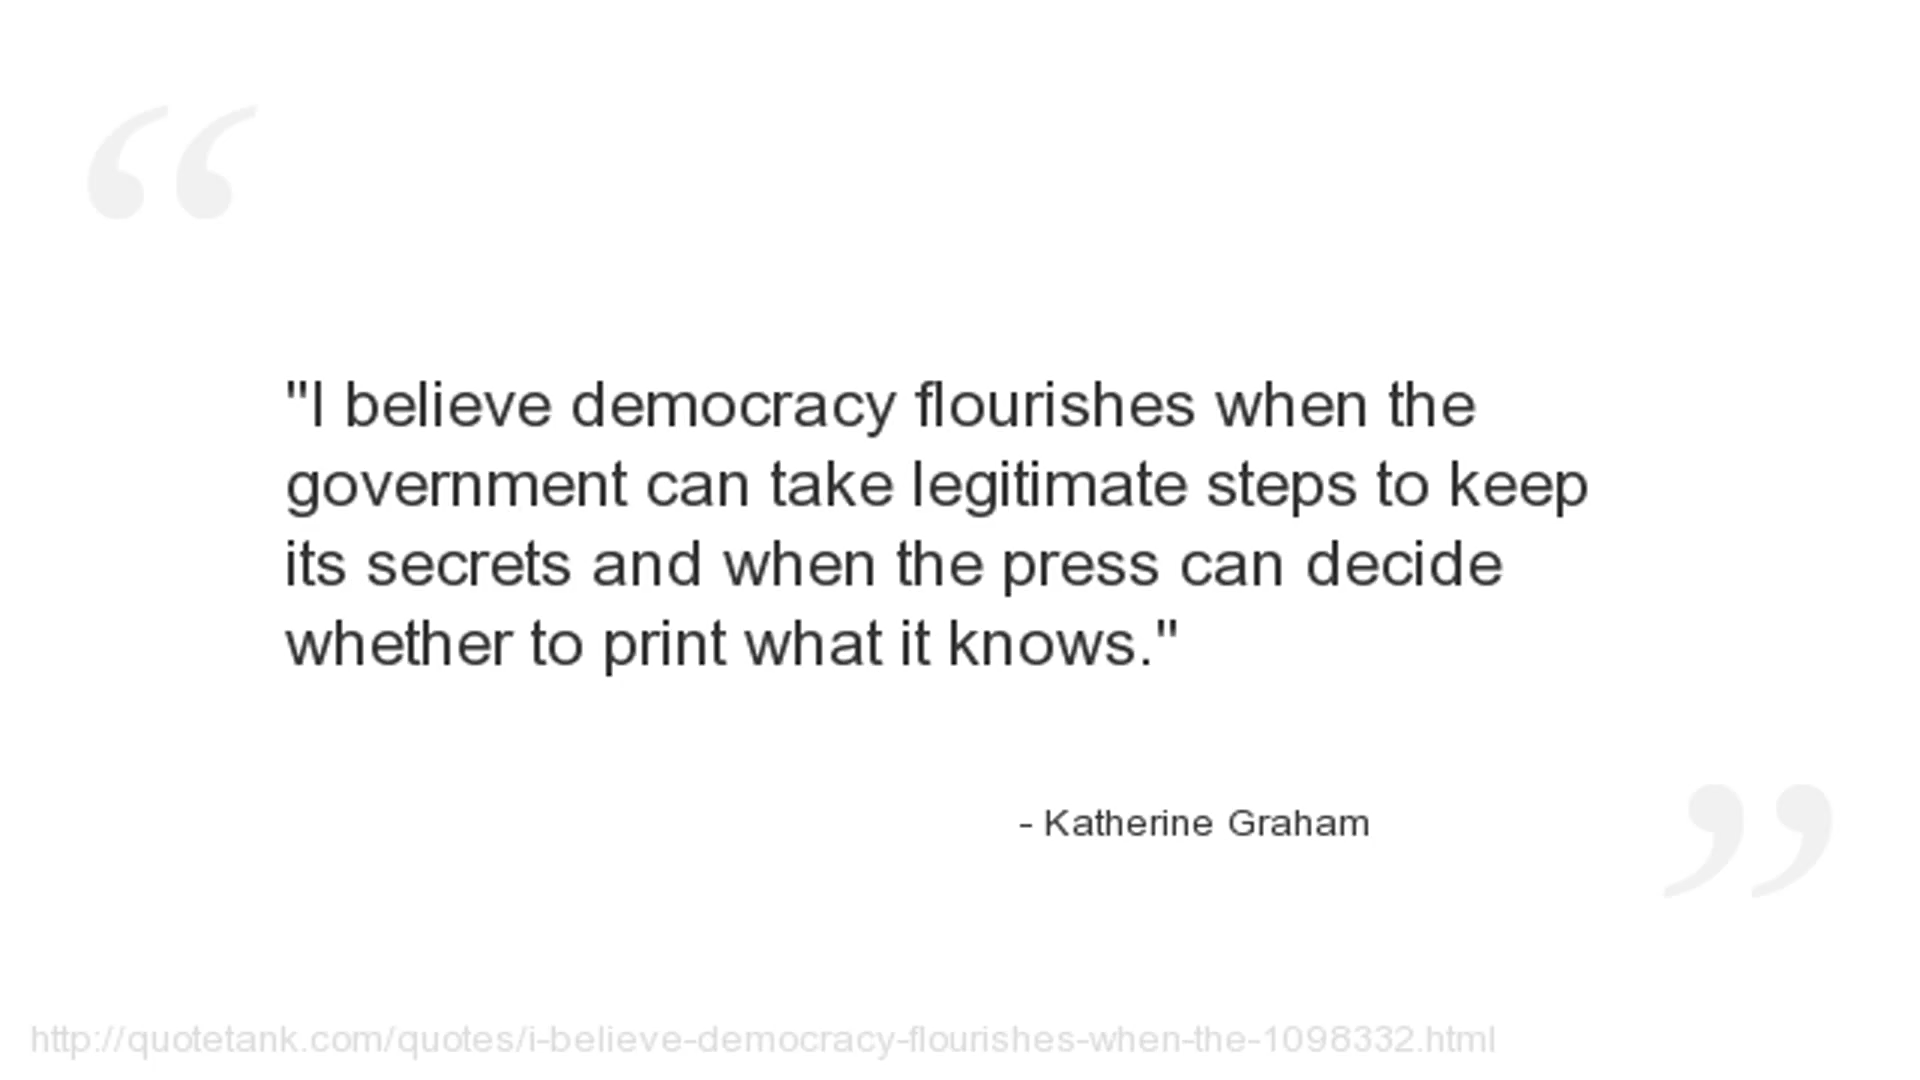 "I believe democracy flourishes when the
government can take legitimate steps to keep
its secrets and when the press can decide
whether to print what it knows."
- Katherine Graham
http://quotetank.com/quotes/i-believe-democracy-flourishes-when-the-1098332.html